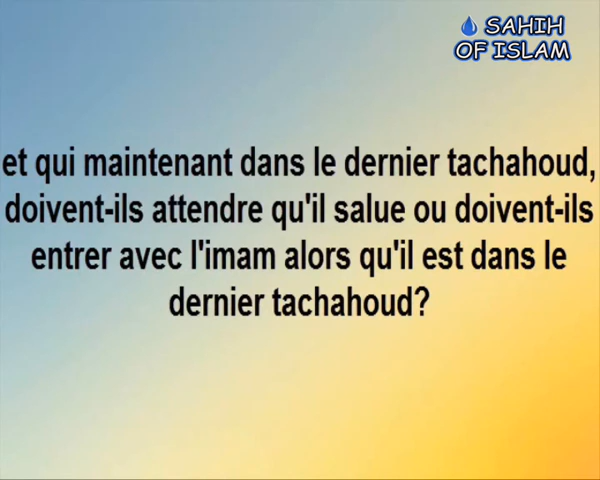 SAHIH
OF ISLAM
et qui maintenant dans le dernier tachahoud,
doivent-ils attendre qu'il salue ou doivent-ils
entrer avec l'imam alors qu'il est dans le
dernier tachahoud?